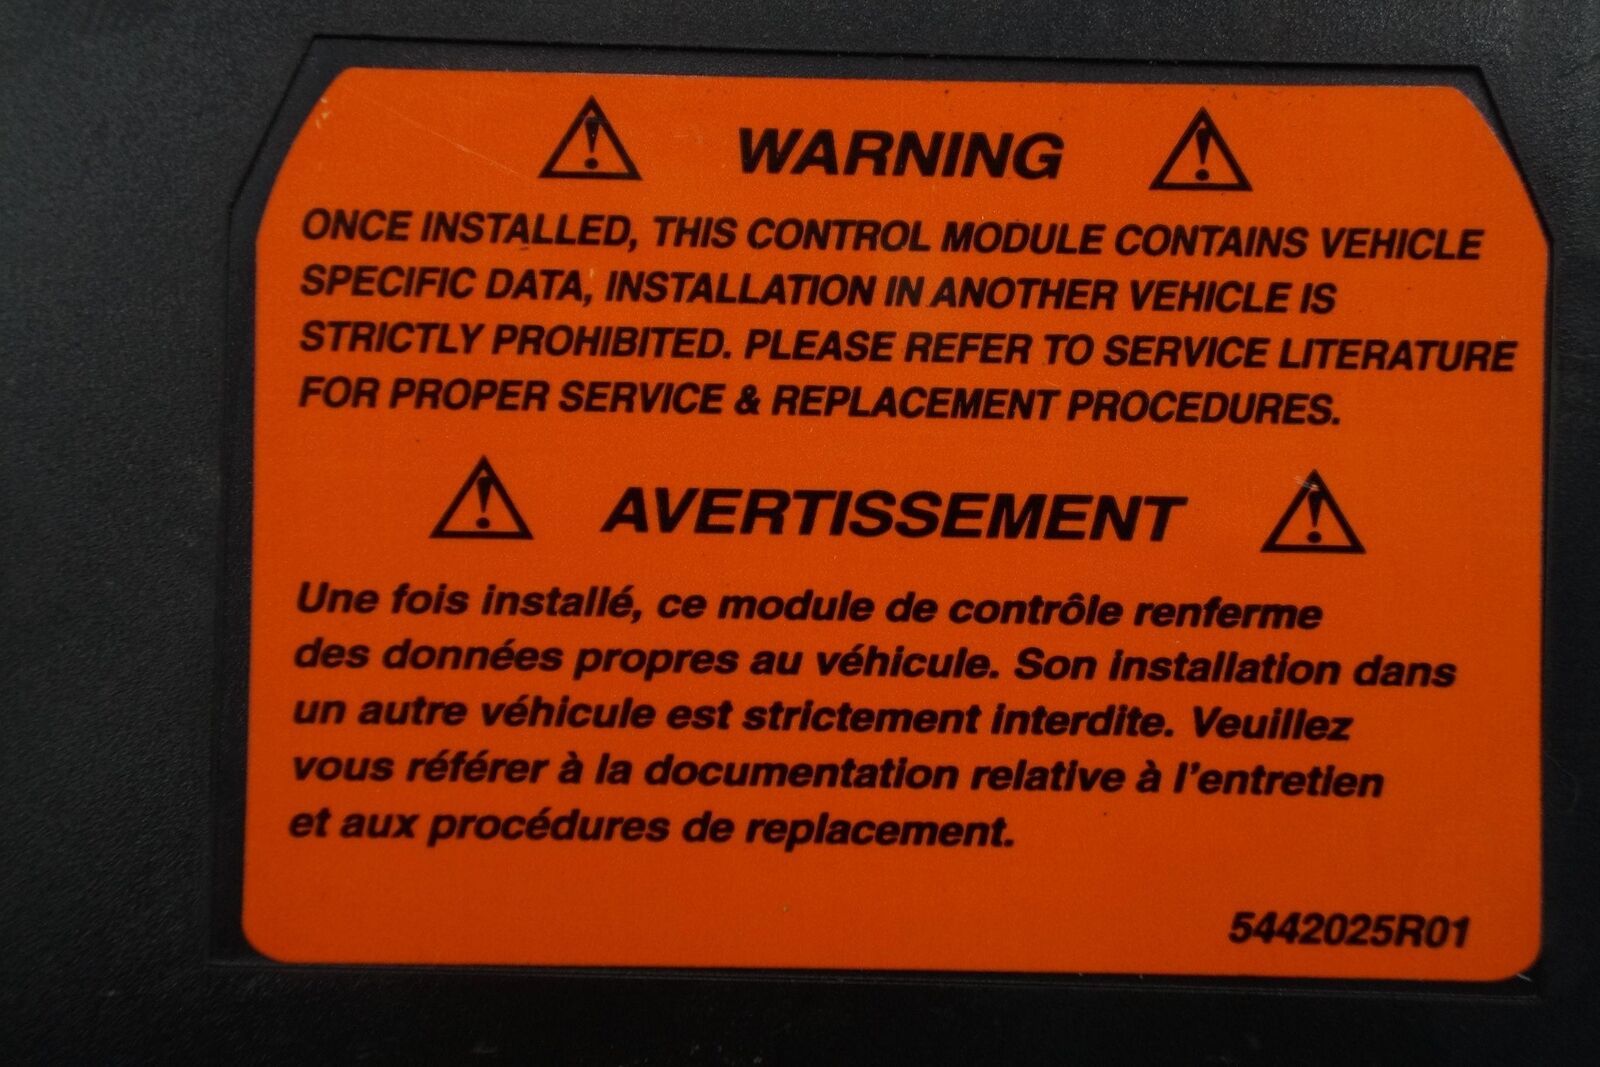 WARNING
ONCE INSTALLED, THIS CONTROL MODULE CONTAINS VEHICLE
SPECIFIC DATA, INSTALLATION IN ANOTHER VEHICLE IS
STRICTLY PROHIBITED. PLEASE REFER TO SERVICE LITERATURE
FOR PROPER SERVICE & REPLACEMENT PROCEDURES.
AVERTISSEMENT
Une fois installé, ce module de contrôle renferme
des données propres au véhicule. Son installation dans
un autre véhicule est strictement interdite. Veuillez
vous référer à la documentation relative à l'entretien
et aux procédures de replacement.
5442025R01